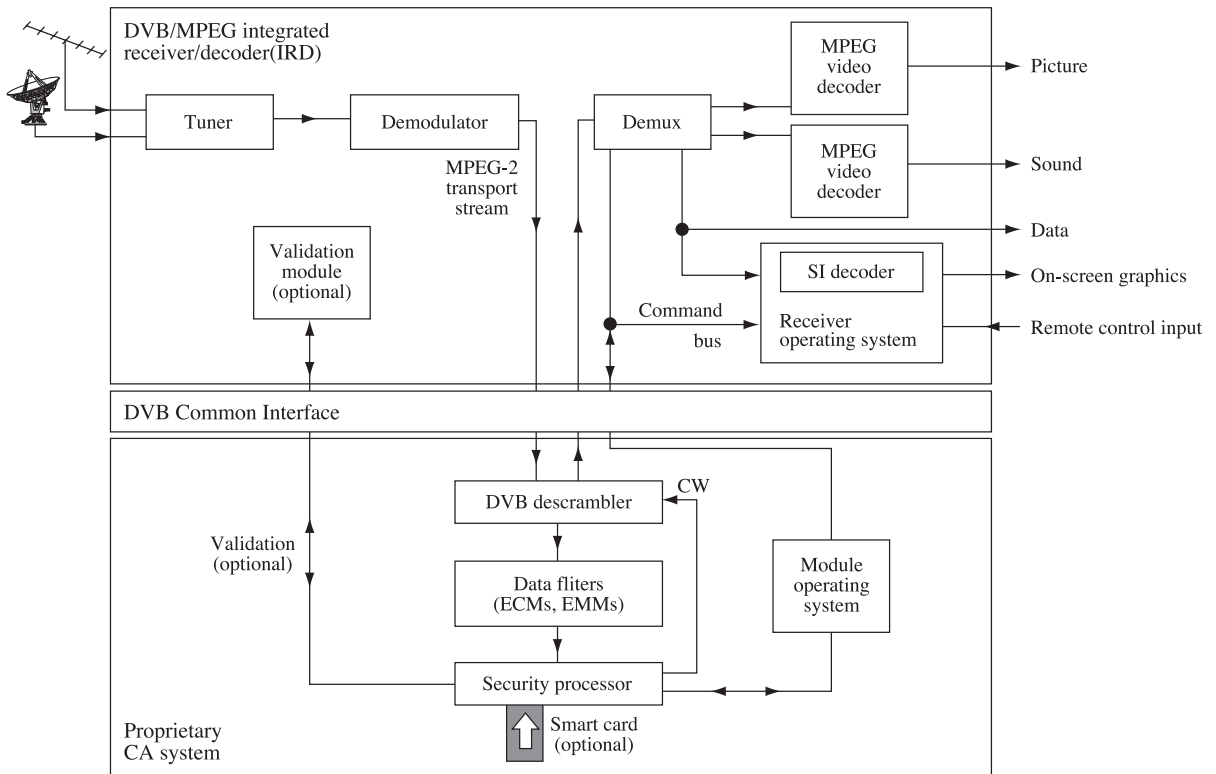 DVB/MPEG integrated
receiver/decoder(IRD)
Tuner
Demodulator
MPEG-2
transport
stream
Demux
MPEG
video
decoder
Picture
MPEG
video
decoder
Sound
Data
Validation
module
(optional)
SI decoder
On-screen graphics
Command
bus
Receiver
operating system
Remote control input
DVB Common Interface
DVB descrambler
CW
Validation
(optional)
Data fliters
(ECMs, EMMs)
Module
operating
system
Security processor
Smart card
(optional)
Proprietary
CA system